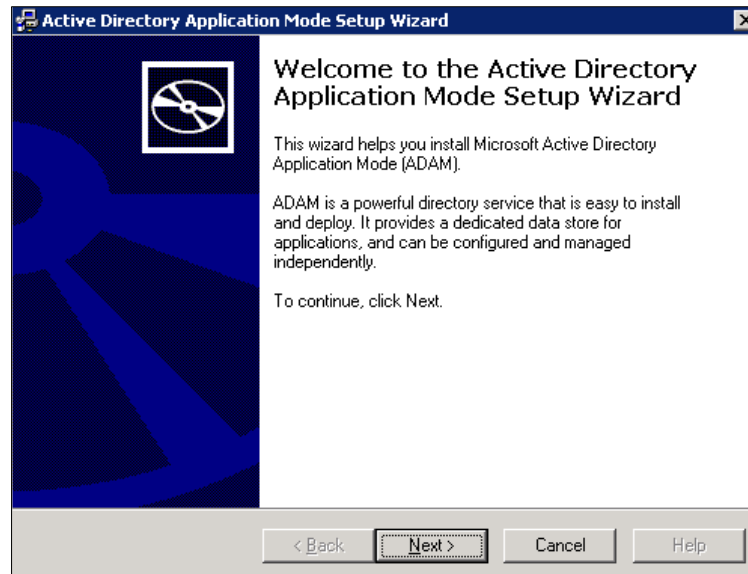 Active Directory Application Mode Setup Wizard
Welcome to the Active Directory
Application Mode Setup Wizard
This wizard helps you install Microsoft Active Directory
Application Mode (ADAM).
ADAM is a powerful directory service that is easy to install
and deploy. It provides a dedicated data store for
applications, and can be configured and managed
independently.
To continue, click Next.
< Back
Next >
Cancel
Help